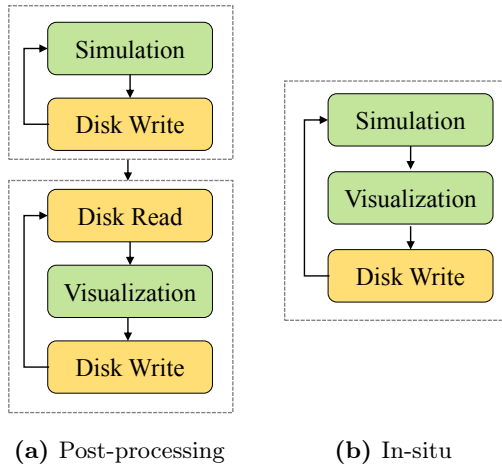 Simulation
Disk Write
Disk Read
Visualization
Disk Write
(a) Post-processing
Simulation
Visualization
Disk Write
(b) In-situ